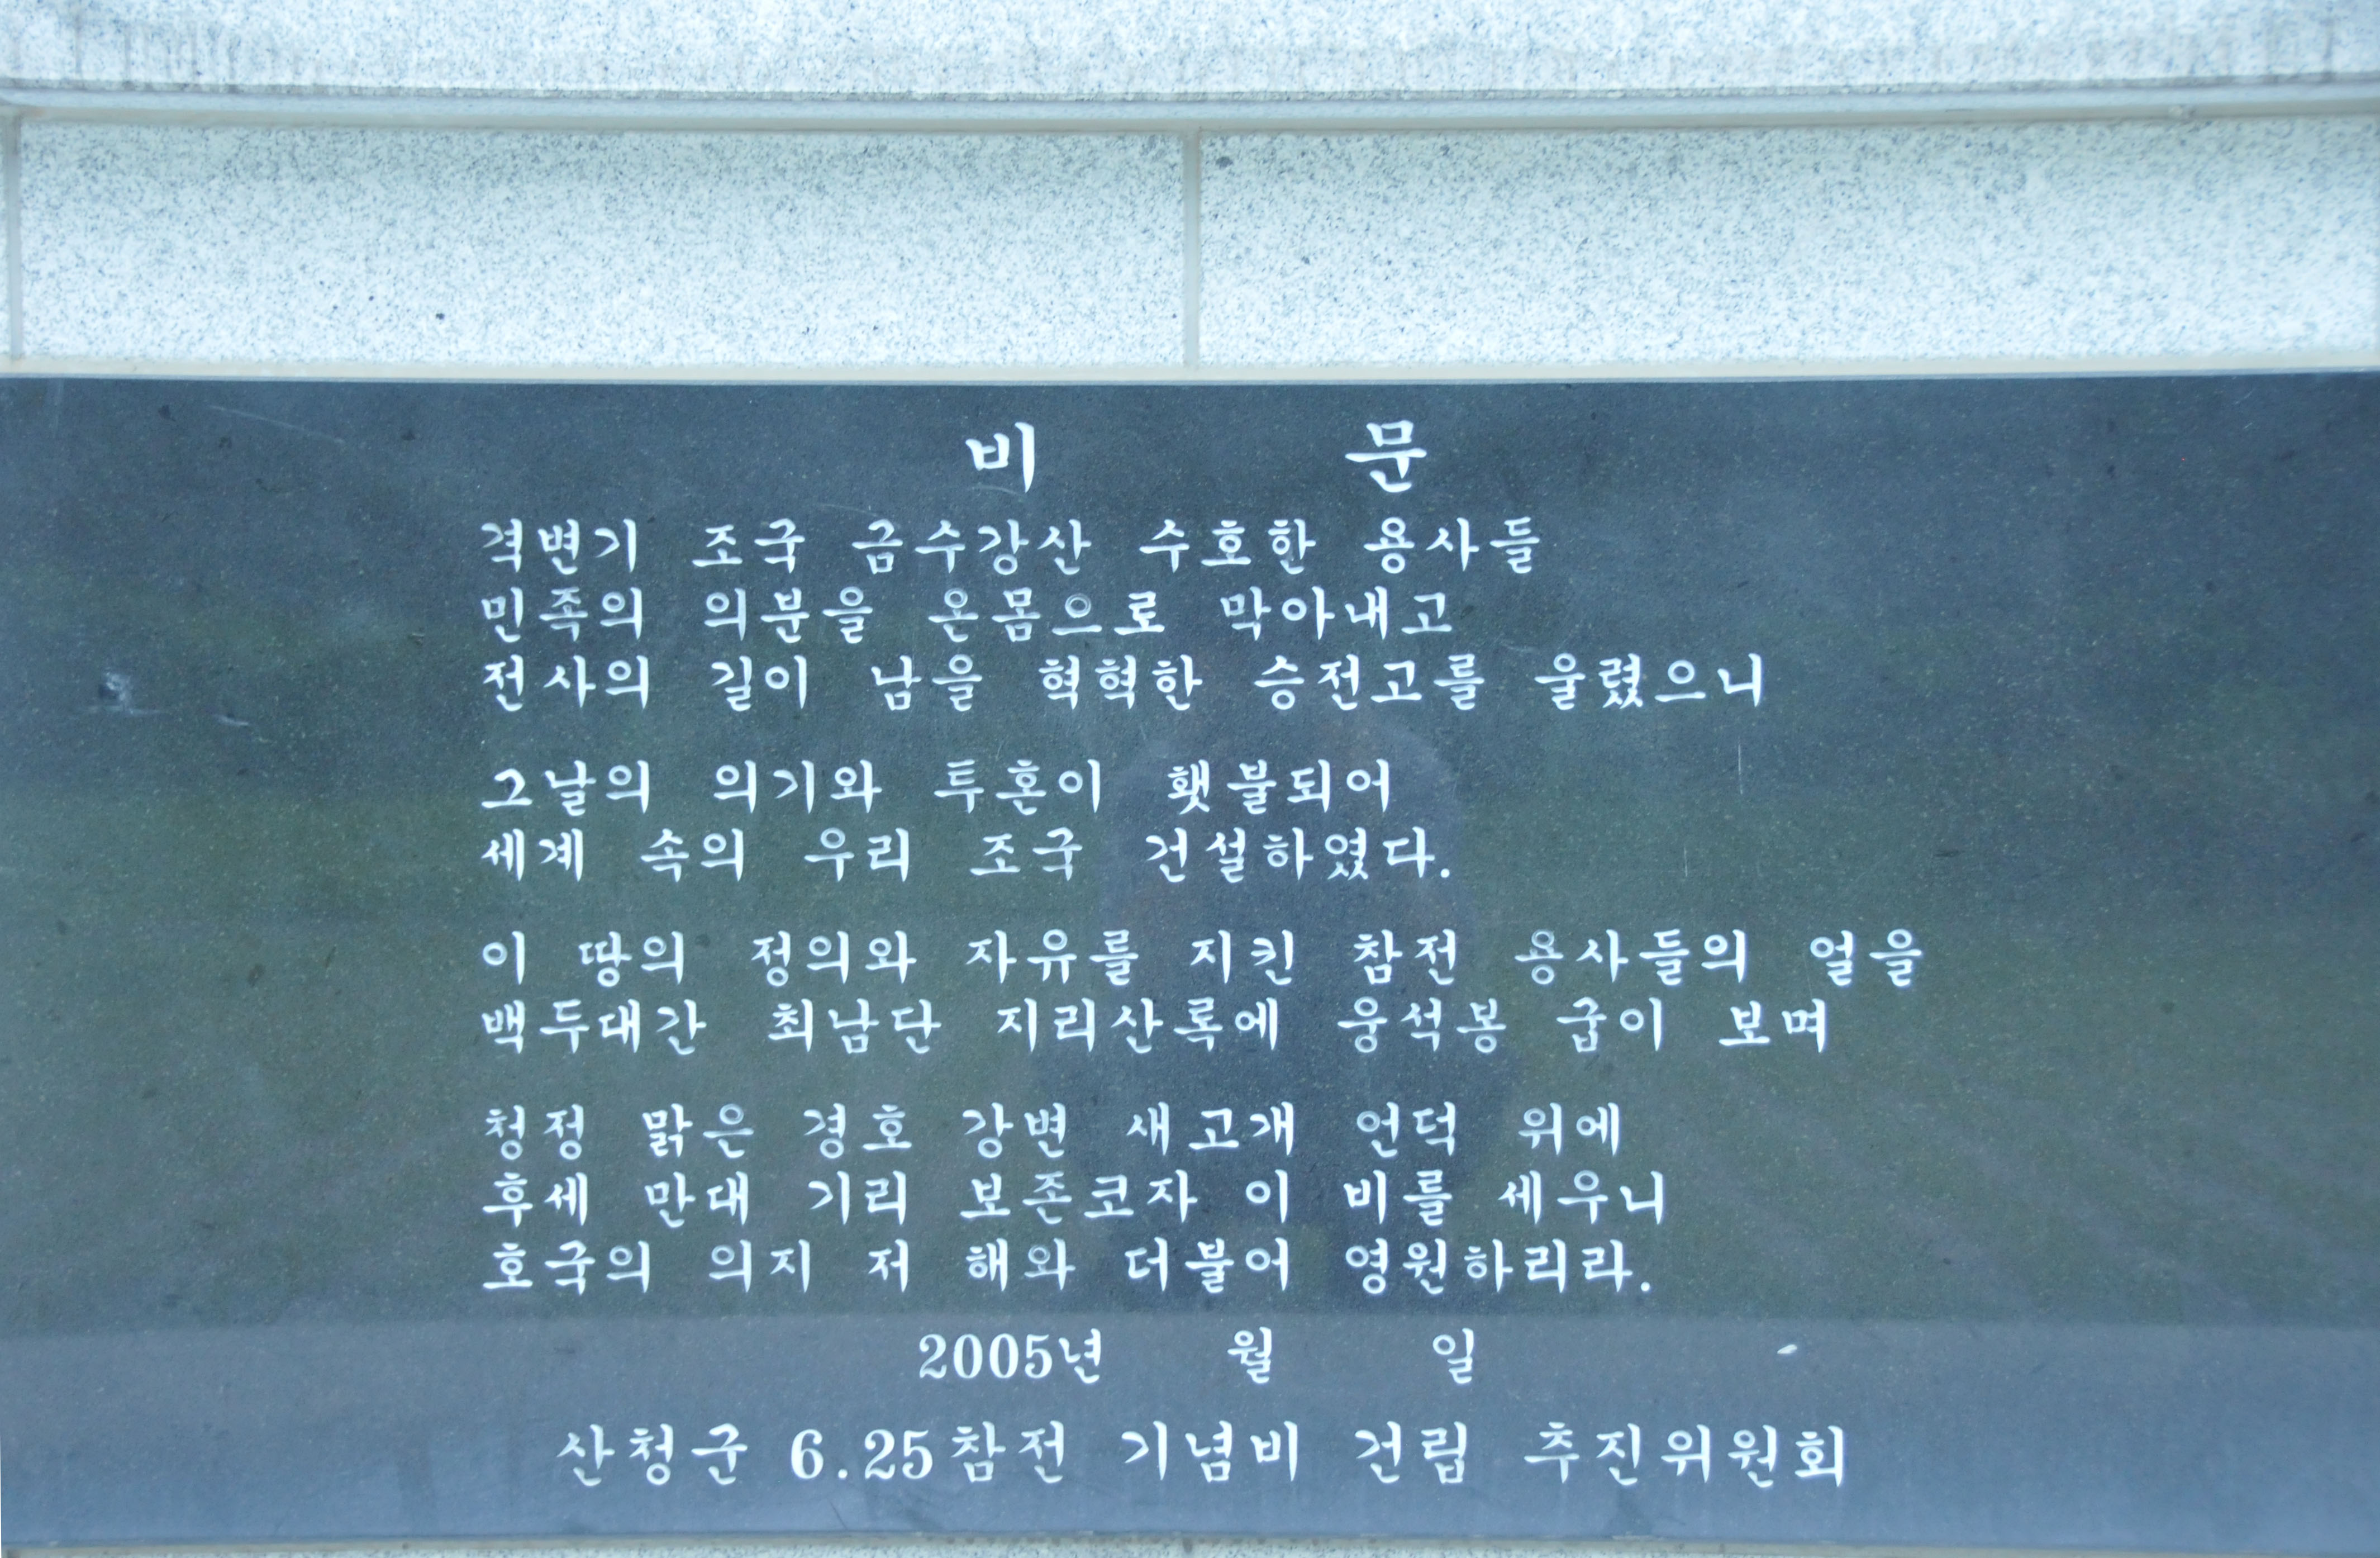 비 문
격변기 조국 금수강산 수호한 용사들
민족의 의분을 온몸으로 막아내고
전사의 길이 남을 혁혁한 승전고를 울렸으니
그날의 의기와 투혼이 횃불되어
세계 속의 우리 조국 건설하였다.
이 땅의 정의와 자유를 지킨 참전 용사들의 얼을
백두대간 최남단 지리산록에 웅석봉 굽이 보며
청정 맑은 경호 강변 새고개 언덕 위에
후세 만대 기리 보존코자 이 비를 세우니
호국의 의지 저 해와 더불어 영원하리라.
2005년 월 일
산청군 6.25참전 기념비 건립 추진위원회